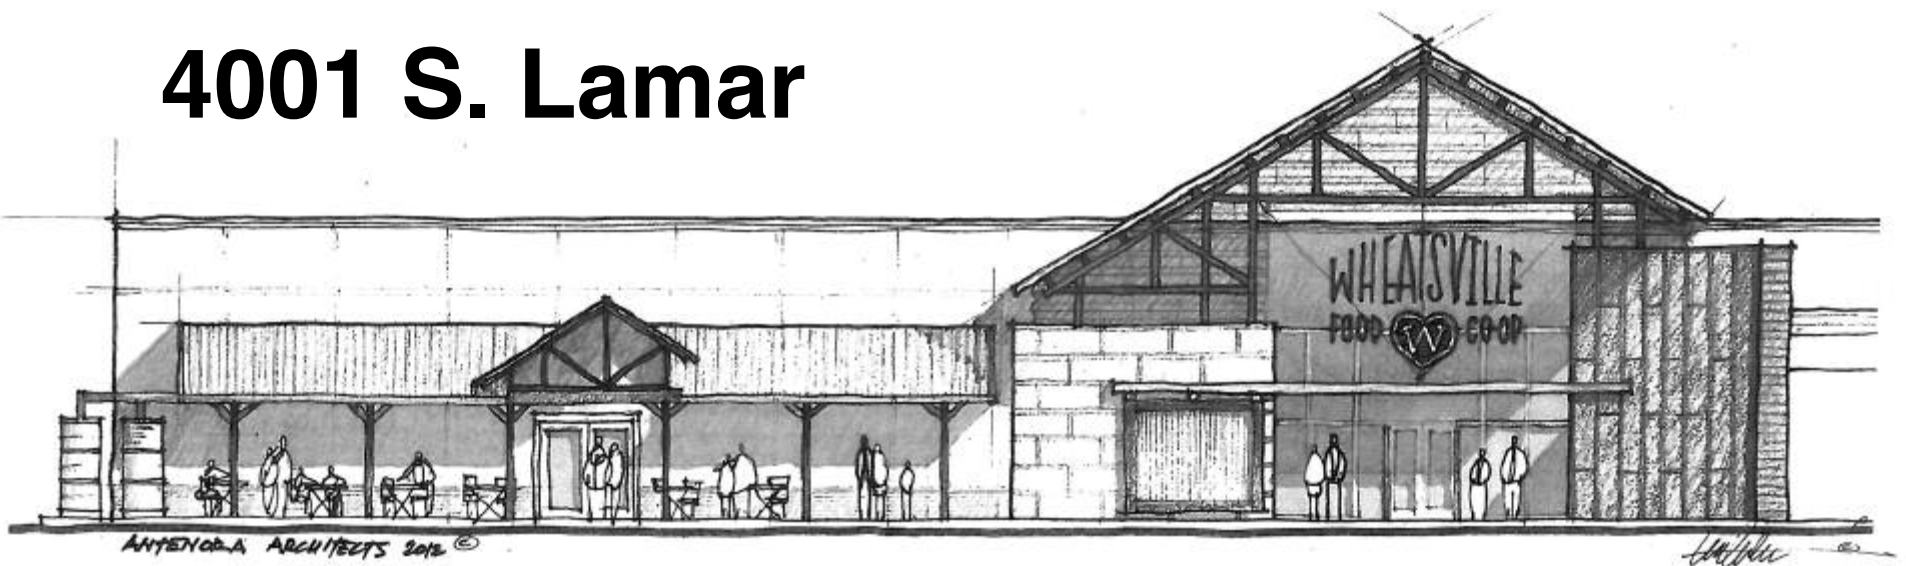 4001 S. Lamar
WHEATSVILLE
FOOD W CO-OP
ANTENORA ARCHITECTS 2012 ©